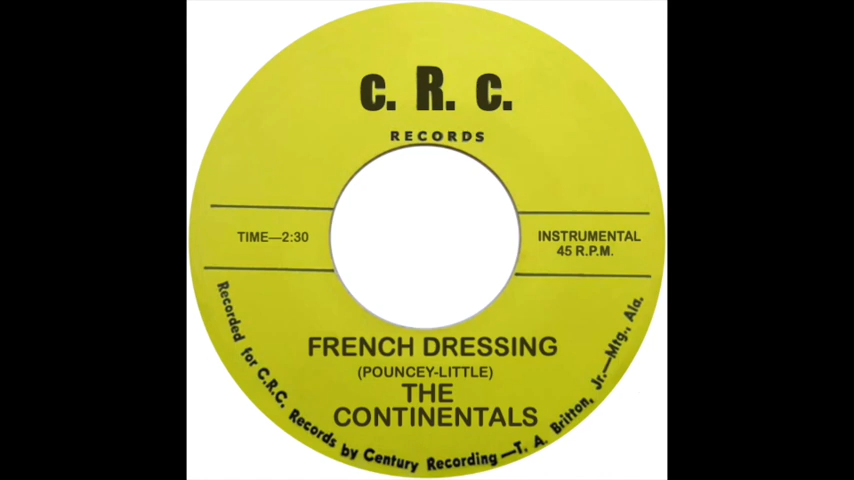 C. R. C.
RECORDS
TIME—2:30
INSTRUMENTAL
45 R.P.M.
FRENCH DRESSING
(POUNCEY-LITTLE)
THE
CONTINENTALS
Recorded for C.R.C. Records by Century Recording—T. A. Britton, Jr.—Mtg., Ala.